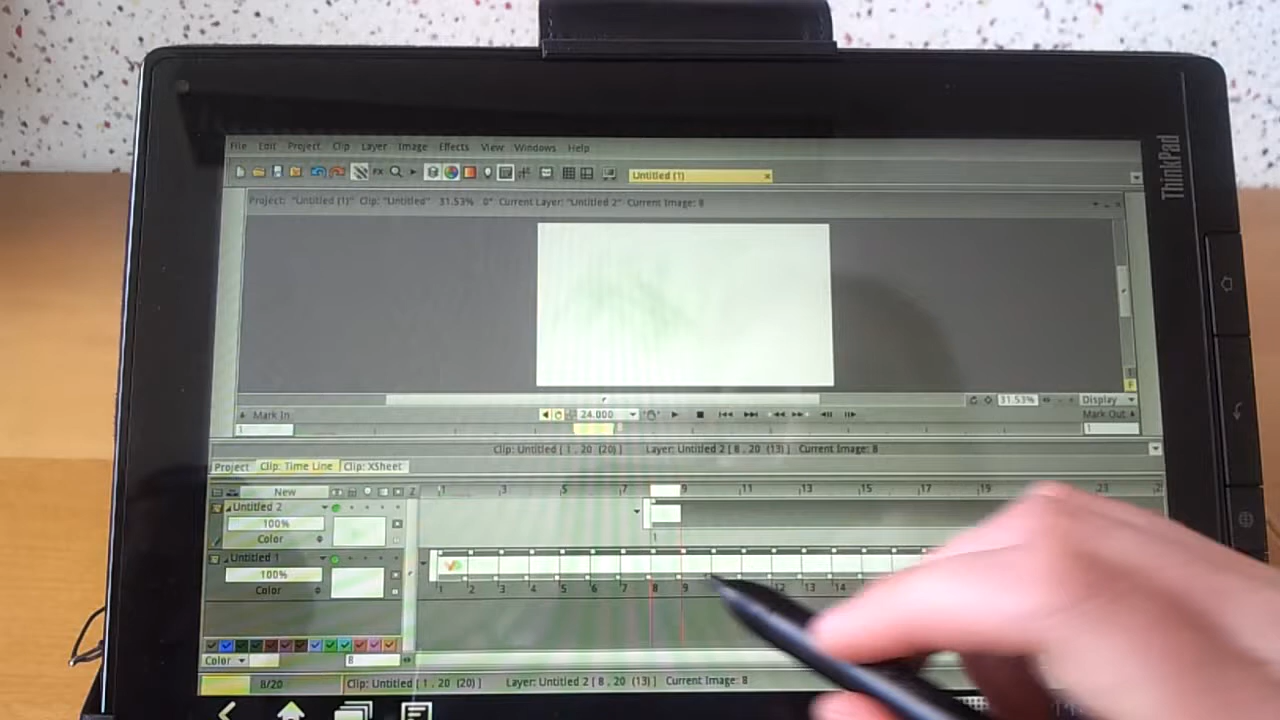 File Edit Project Clip Layer Image Effects View Windows Help
FX Untitled (1)
Project: "Untitled (1)" Clip: "Untitled" 31.53% 0° Current Layer: "Untitled 2" Current Image: 8
ThinkPad
31.53% Display
Mark In 24.000 Mark Out
1 1
Clip: Untitled [ 1 , 20 (20) ] Layer: Untitled 2 [ 8 , 20 (13) ] Current Image: 8
Project Clip: Time Line Clip: XSheet
New 1 3 5 7 9 11 13 15 17 19 23
Untitled 2
100%
Color 1
Untitled 1
100%
Color 1 2 3 4 5 6 7 8 9 12 13 14
Color 8
8/20 Clip: Untitled [ 1 , 20 (20) ] Layer: Untitled 2 [ 8 , 20 (13) ] Current Image: 8